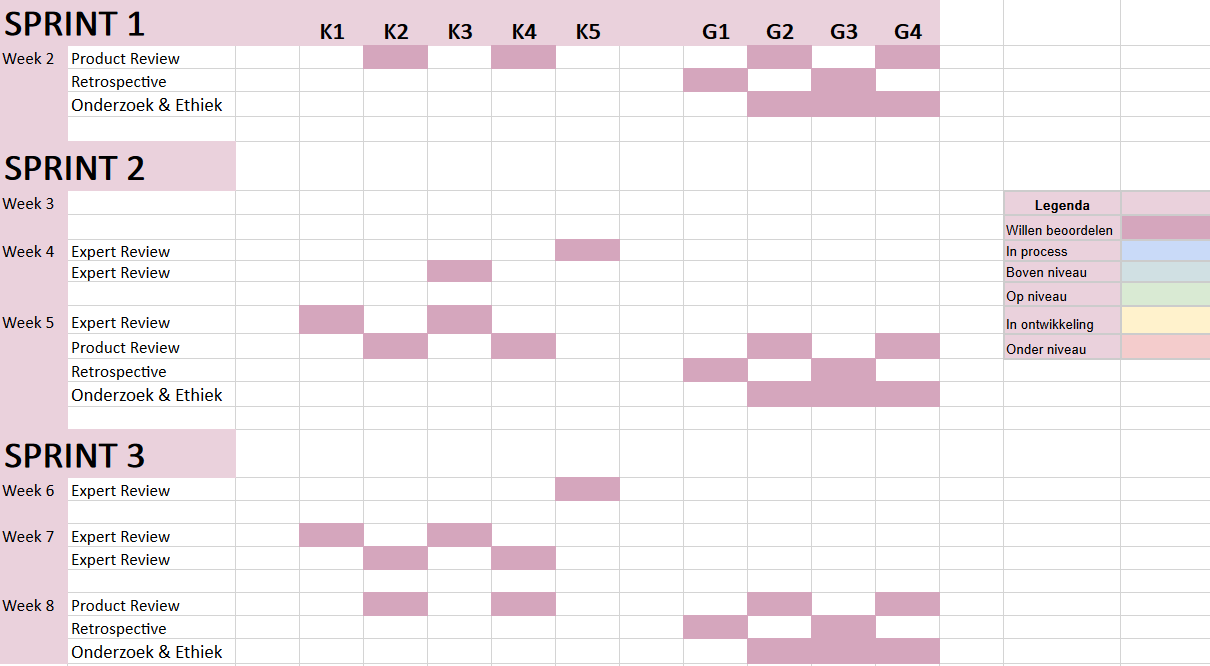 SPRINT 1 K1 K2 K3 K4 K5 G1 G2 G3 G4
Week 2 Product Review
Retrospective
Onderzoek & Ethiek
SPRINT 2
Week 3
Legenda
Willen beoordelen
Week 4 Expert Review
In process
Expert Review
Boven niveau
Op niveau
Week 5 Expert Review
In ontwikkeling
Product Review
Onder niveau
Retrospective
Onderzoek & Ethiek
SPRINT 3
Week 6 Expert Review
Week 7 Expert Review
Expert Review
Week 8 Product Review
Retrospective
Onderzoek & Ethiek